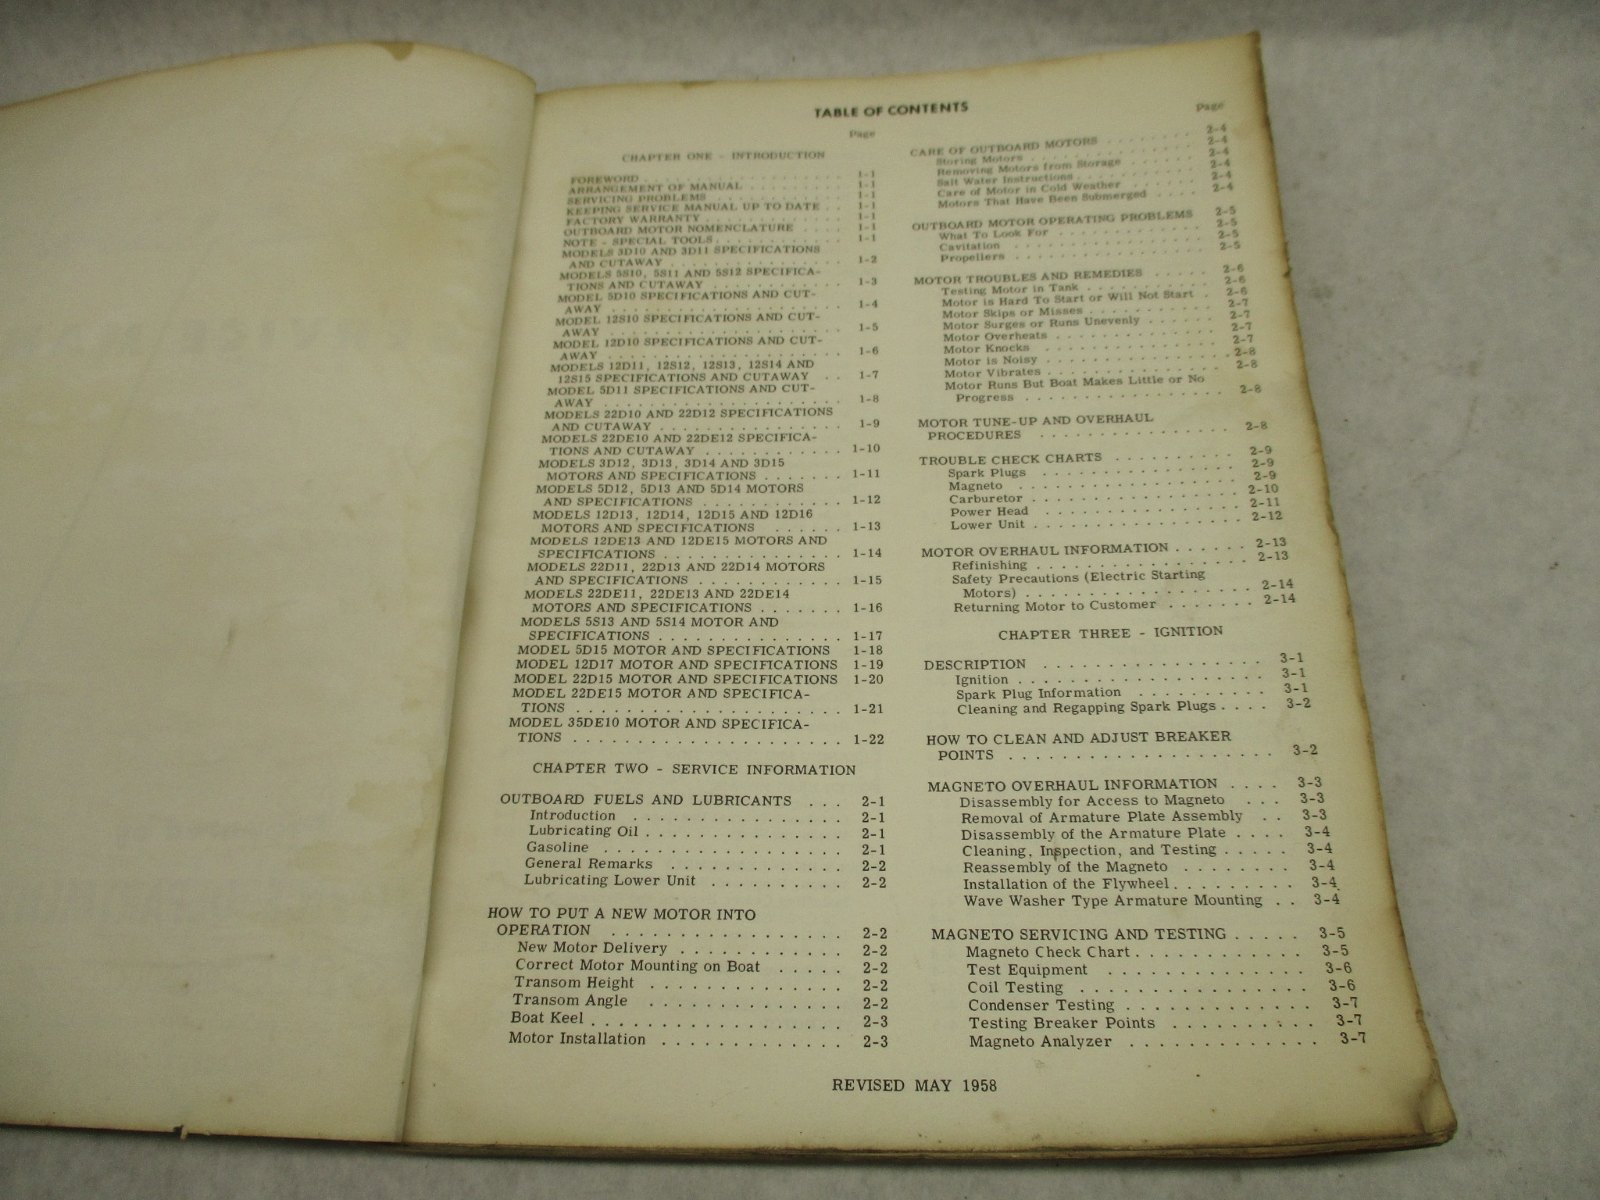 TABLE OF CONTENTS
Page
CHAPTER ONE - INTRODUCTION
FOREWORD . . . . . . . . . . . . . . . . . . 1-1
ARRANGEMENT OF MANUAL . . . . . . . . . 1-1
SERVICING PROBLEMS . . . . . . . . . . . . 1-1
KEEPING SERVICE MANUAL UP TO DATE . . 1-1
FACTORY WARRANTY . . . . . . . . . . . . . 1-1
OUTBOARD MOTOR NOMENCLATURE . . . . 1-1
NOTE - SPECIAL TOOLS . . . . . . . . . . . . 1-1
MODELS 3D10 AND 3D11 SPECIFICATIONS
AND CUTAWAY . . . . . . . . . . . . . . . . 1-2
MODELS 5S10, 5S11 AND 5S12 SPECIFICA-
TIONS AND CUTAWAY . . . . . . . . . . . . 1-3
MODEL 5D10 SPECIFICATIONS AND CUT-
AWAY . . . . . . . . . . . . . . . . . . . . 1-4
MODEL 12S10 SPECIFICATIONS AND CUT-
AWAY . . . . . . . . . . . . . . . . . . . . 1-5
MODEL 12D10 SPECIFICATIONS AND CUT-
AWAY . . . . . . . . . . . . . . . . . . . . 1-6
MODELS 12D11, 12S12, 12S13, 12S14 AND
12S15 SPECIFICATIONS AND CUTAWAY . . 1-7
MODEL 5D11 SPECIFICATIONS AND CUT-
AWAY . . . . . . . . . . . . . . . . . . . . 1-8
MODELS 22D10 AND 22D12 SPECIFICATIONS
AND CUTAWAY . . . . . . . . . . . . . . . . 1-9
MODELS 22DE10 AND 22DE12 SPECIFICA-
TIONS AND CUTAWAY . . . . . . . . . . . . 1-10
MODELS 3D12, 3D13, 3D14 AND 3D15
MOTORS AND SPECIFICATIONS . . . . . . . 1-11
MODELS 5D12, 5D13 AND 5D14 MOTORS
AND SPECIFICATIONS . . . . . . . . . . . . 1-12
MODELS 12D13, 12D14, 12D15 AND 12D16
MOTORS AND SPECIFICATIONS . . . . . . 1-13
MODELS 12DE13 AND 12DE15 MOTORS AND
SPECIFICATIONS . . . . . . . . . . . . . . . 1-14
MODELS 22D11, 22D13 AND 22D14 MOTORS
AND SPECIFICATIONS . . . . . . . . . . . . 1-15
MODELS 22DE11, 22DE13 AND 22DE14
MOTORS AND SPECIFICATIONS . . . . . . . 1-16
MODELS 5S13 AND 5S14 MOTOR AND
SPECIFICATIONS . . . . . . . . . . . . . . . 1-17
MODEL 5D15 MOTOR AND SPECIFICATIONS 1-18
MODEL 12D17 MOTOR AND SPECIFICATIONS 1-19
MODEL 22D15 MOTOR AND SPECIFICATIONS 1-20
MODEL 22DE15 MOTOR AND SPECIFICA-
TIONS . . . . . . . . . . . . . . . . . . . . . 1-21
MODEL 35DE10 MOTOR AND SPECIFICA-
TIONS . . . . . . . . . . . . . . . . . . . . . 1-22
CHAPTER TWO - SERVICE INFORMATION
OUTBOARD FUELS AND LUBRICANTS . . . 2-1
Introduction . . . . . . . . . . . . . . . 2-1
Lubricating Oil . . . . . . . . . . . . . . 2-1
Gasoline . . . . . . . . . . . . . . . . . 2-1
General Remarks . . . . . . . . . . . . 2-2
Lubricating Lower Unit . . . . . . . . . . 2-2
HOW TO PUT A NEW MOTOR INTO
OPERATION . . . . . . . . . . . . . . . . . 2-2
New Motor Delivery . . . . . . . . . . . . 2-2
Correct Motor Mounting on Boat . . . . . 2-2
Transom Height . . . . . . . . . . . . . . 2-2
Transom Angle . . . . . . . . . . . . . . 2-2
Boat Keel . . . . . . . . . . . . . . . . . . 2-3
Motor Installation . . . . . . . . . . . . . 2-3
Page
CARE OF OUTBOARD MOTORS . . . . . . . 2-4
Storing Motors . . . . . . . . . . . . . . 2-4
Removing Motors from Storage . . . . . . 2-4
Salt Water Instructions . . . . . . . . . . 2-4
Care of Motor in Cold Weather . . . . . . 2-4
Motors That Have Been Submerged . . . . 2-4
OUTBOARD MOTOR OPERATING PROBLEMS 2-5
What To Look For . . . . . . . . . . . . 2-5
Cavitation . . . . . . . . . . . . . . . . 2-5
Propellers . . . . . . . . . . . . . . . . 2-5
MOTOR TROUBLES AND REMEDIES . . . . . 2-6
Testing Motor in Tank . . . . . . . . . . 2-6
Motor is Hard To Start or Will Not Start . 2-6
Motor Skips or Misses . . . . . . . . . . . 2-7
Motor Surges or Runs Unevenly . . . . . . 2-7
Motor Overheats . . . . . . . . . . . . . 2-7
Motor Knocks . . . . . . . . . . . . . . 2-7
Motor is Noisy . . . . . . . . . . . . . . . 2-8
Motor Vibrates . . . . . . . . . . . . . . 2-8
Motor Runs But Boat Makes Little or No
Progress . . . . . . . . . . . . . . . . . 2-8
MOTOR TUNE-UP AND OVERHAUL
PROCEDURES . . . . . . . . . . . . . . . 2-8
TROUBLE CHECK CHARTS . . . . . . . . . . 2-9
Spark Plugs . . . . . . . . . . . . . . . . 2-9
Magneto . . . . . . . . . . . . . . . . . . 2-9
Carburetor . . . . . . . . . . . . . . . . . 2-10
Power Head . . . . . . . . . . . . . . . . 2-11
Lower Unit . . . . . . . . . . . . . . . . . 2-12
MOTOR OVERHAUL INFORMATION . . . . . . 2-13
Refinishing . . . . . . . . . . . . . . . . . 2-13
Safety Precautions (Electric Starting
Motors) . . . . . . . . . . . . . . . . . . 2-14
Returning Motor to Customer . . . . . . . 2-14
CHAPTER THREE - IGNITION
DESCRIPTION . . . . . . . . . . . . . . . . 3-1
Ignition . . . . . . . . . . . . . . . . . . 3-1
Spark Plug Information . . . . . . . . . . 3-1
Cleaning and Regapping Spark Plugs . . . . 3-2
HOW TO CLEAN AND ADJUST BREAKER
POINTS . . . . . . . . . . . . . . . . . . . 3-2
MAGNETO OVERHAUL INFORMATION . . . . 3-3
Disassembly for Access to Magneto . . . 3-3
Removal of Armature Plate Assembly . . 3-3
Disassembly of the Armature Plate . . . . 3-4
Cleaning, Inspection, and Testing . . . . . 3-4
Reassembly of the Magneto . . . . . . . . 3-4
Installation of the Flywheel . . . . . . . . . 3-4
Wave Washer Type Armature Mounting . . 3-4
MAGNETO SERVICING AND TESTING . . . . . 3-5
Magneto Check Chart . . . . . . . . . . . . 3-5
Test Equipment . . . . . . . . . . . . . . 3-6
Coil Testing . . . . . . . . . . . . . . . . 3-6
Condenser Testing . . . . . . . . . . . . . 3-7
Testing Breaker Points . . . . . . . . . . 3-7
Magneto Analyzer . . . . . . . . . . . . . 3-7
REVISED MAY 1958